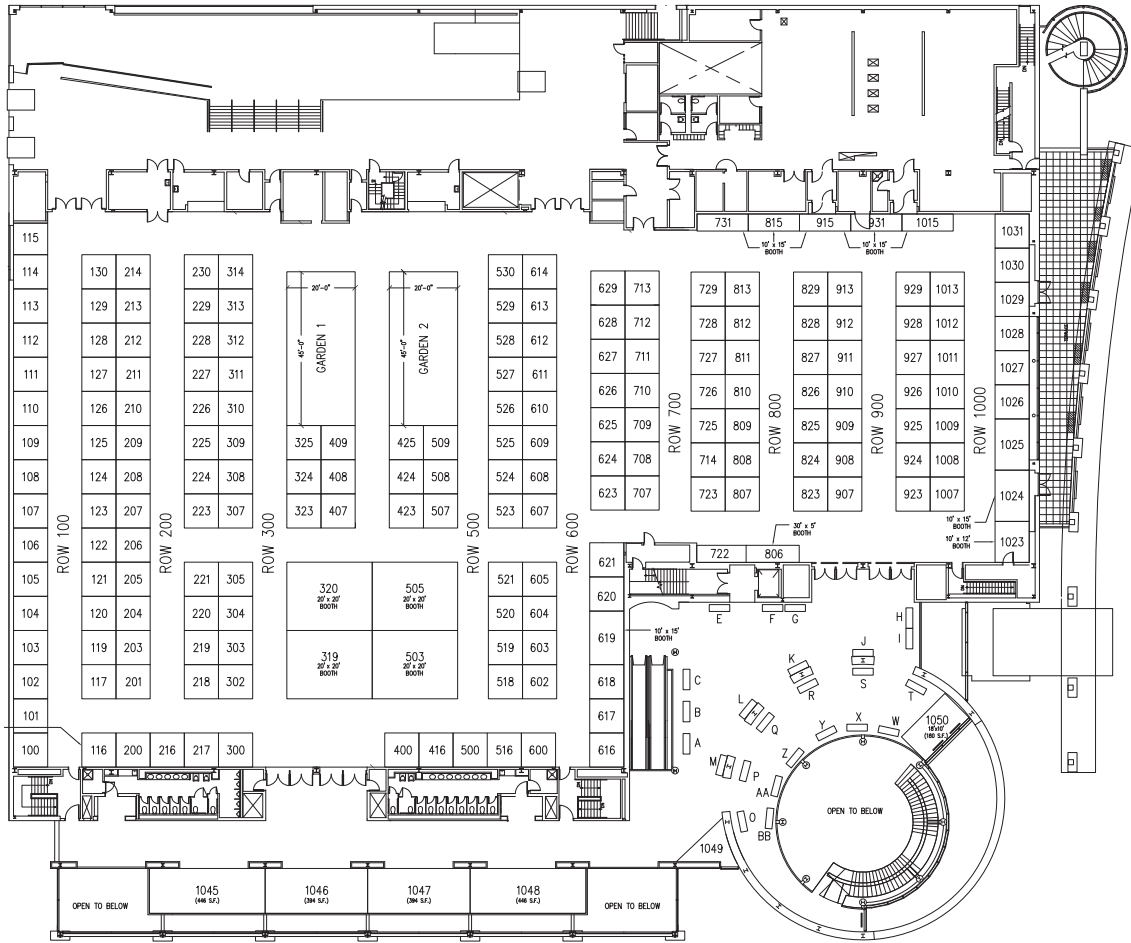 731 815 915 931 1015
10' x 15'
BOOTH
10' x 15'
BOOTH
115 1031
114 130 214 230 314 530 614 1030
20'-0" 20'-0"
629 713 729 813 829 913 929 1013 1029
113 129 213 229 313 529 613
45'-0" GARDEN 1 45'-0" GARDEN 2
628 712 728 812 828 912 928 1012 1028
112 128 212 228 312 528 612
627 711 727 811 827 911 927 1011 1027
111 127 211 227 311 527 611
626 710 726 810 826 910 926 1010 1026
110 126 210 226 310 526 610
ROW 700 ROW 800 ROW 900 ROW 1000
625 709 725 809 825 909 925 1009 1025
109 125 209 225 309 325 409 425 509 525 609
624 708 714 808 824 908 924 1008
108 124 208 224 308 324 408 424 508 524 608
623 707 723 807 823 907 923 1007 1024
107 123 207 223 307 323 407 423 507 523 607
10' x 15'
BOOTH
30' x 5'
BOOTH
10' x 12'
BOOTH
1023
ROW 100 ROW 200 ROW 300 ROW 500 ROW 600
106 122 206
722 806
621
105 121 205 221 305 521 605
320
20' x 20'
BOOTH
505
20' x 20'
BOOTH
620
104 120 204 220 304 520 604
E F G H
619
10' x 15'
BOOTH
I
103 119 203 219 303 519 603
319
20' x 20'
BOOTH
503
20' x 20'
BOOTH
J
K
102 117 201 218 302 518 602 618
C R S T
101 617
B L Q Y X W
1050
18'x10'
(180 S.F.)
100 116 200 216 217 300 400 416 500 516 600 616
A Z
M P AA
O BB
OPEN TO BELOW
1049
1045
(446 S.F.)
1046
(394 S.F.)
1047
(394 S.F.)
1048
(446 S.F.)
OPEN TO BELOW OPEN TO BELOW